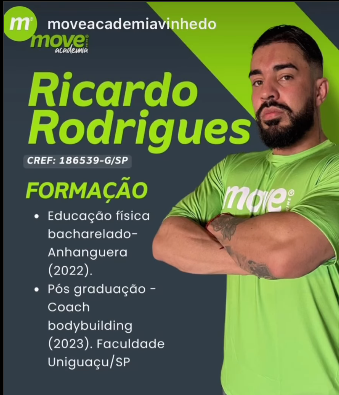 m
moveacademiavinhedo
move
academia
Ricardo
Rodrigues
CREF: 186539-G/SP
FORMAÇÃO
• Educação física
bacharelado-
Anhanguera
(2022).
• Pós graduação -
Coach
bodybuilding
(2023). Faculdade
Uniguaçu/SP
move